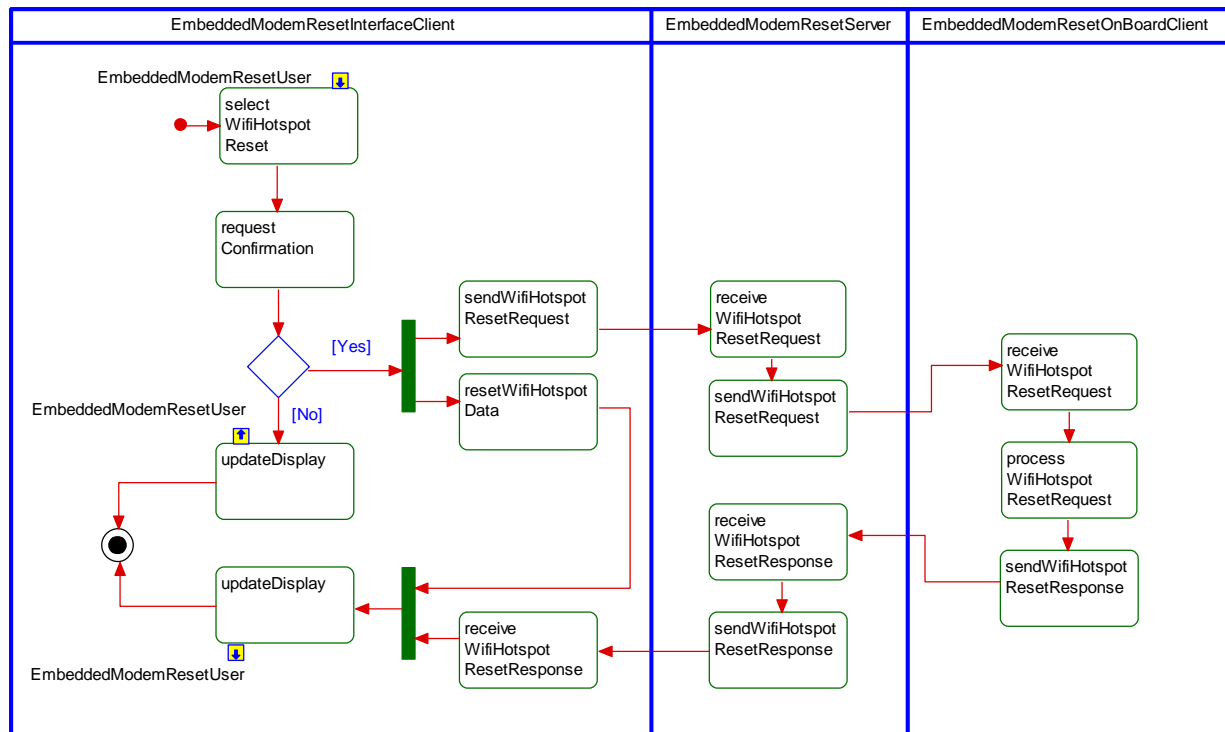 EmbeddedModemResetInterfaceClient
EmbeddedModemResetServer
EmbeddedModemResetOnBoardClient
EmbeddedModemResetUser
select
WifiHotspot
Reset
request
Confirmation
[Yes]
[No]
sendWifiHotspot
ResetRequest
resetWifiHotspot
Data
EmbeddedModemResetUser
updateDisplay
updateDisplay
EmbeddedModemResetUser
receive
WifiHotspot
ResetResponse
receive
WifiHotspot
ResetRequest
sendWifiHotspot
ResetRequest
receive
WifiHotspot
ResetResponse
sendWifiHotspot
ResetResponse
receive
WifiHotspot
ResetRequest
process
WifiHotspot
ResetRequest
sendWifiHotspot
ResetResponse